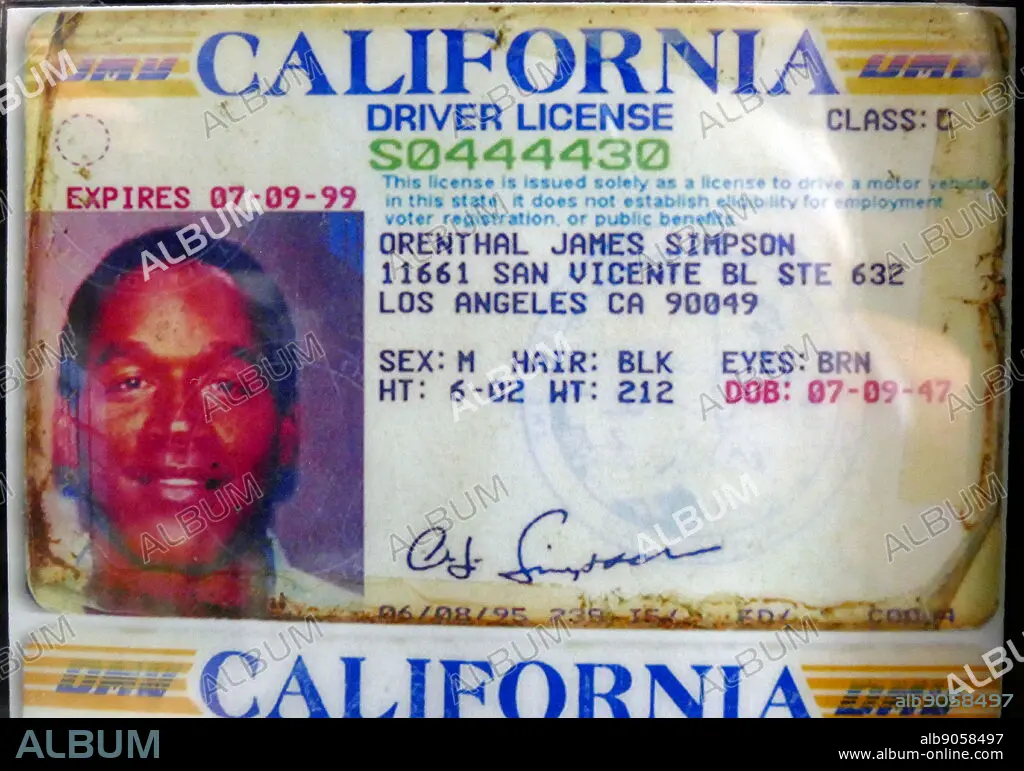 CALIFORNIA
DMV DMV
DRIVER LICENSE
CLASS: C
S0444430
EXPIRES 07-09-99
This license is issued solely as a license to drive a motor vehicle
in this state, it does not establish eligibility for employment
voter registration, or public benefits
ORENTHAL JAMES SIMPSON
11661 SAN VICENTE BL STE 632
LOS ANGELES CA 90049
SEX: M HAIR: BLK EYES: BRN
HT: 6-02 WT: 212 DOB: 07-09-47
O.J. Simpson
06/08/95
CALIFORNIA
DMV DMV
alb9058497
ALBUM
alb9058497
www.album-online.com